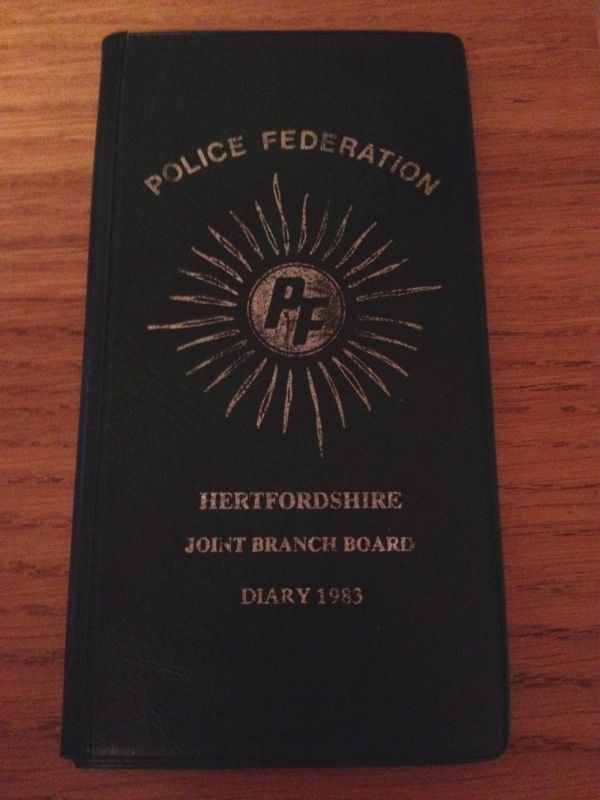 POLICE FEDERATION
PF
HERTFORDSHIRE
JOINT BRANCH BOARD
DIARY 1983